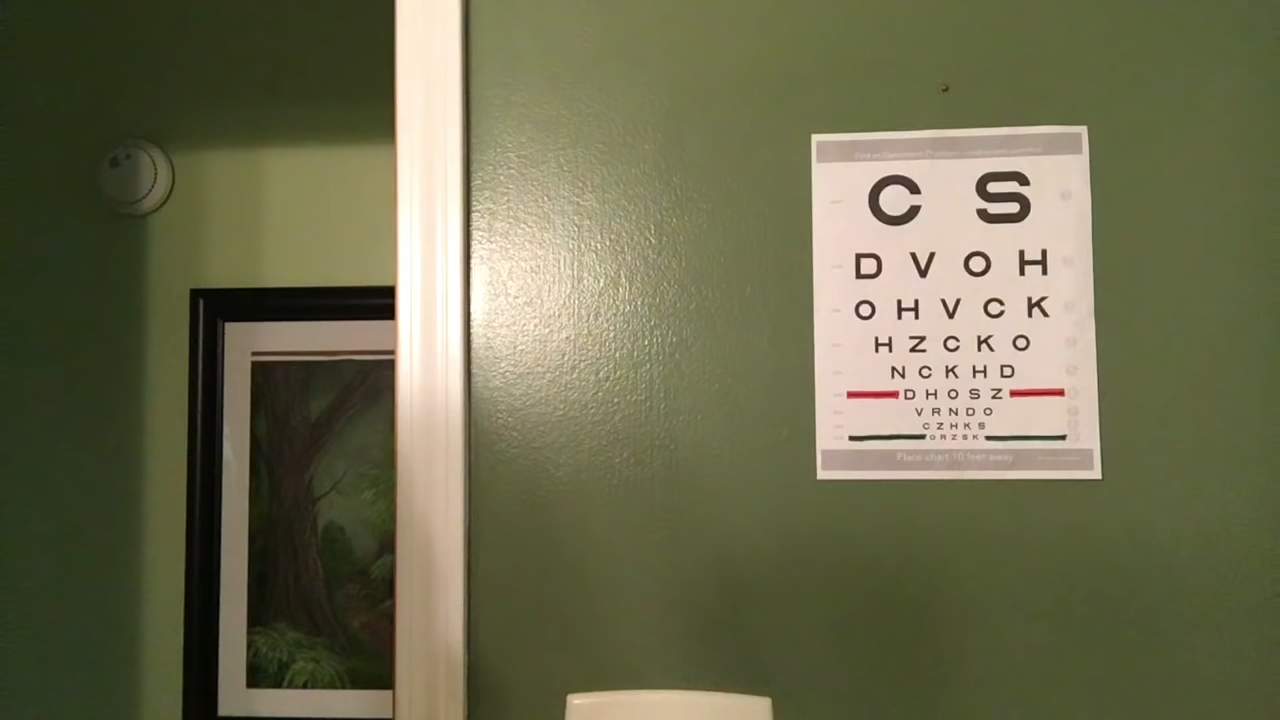 C S
D V O H
O H V C K
H Z C K O
N C K H D
D H O S Z
V R N D O
C Z H K S
O R Z S K
Place chart 10 feet away